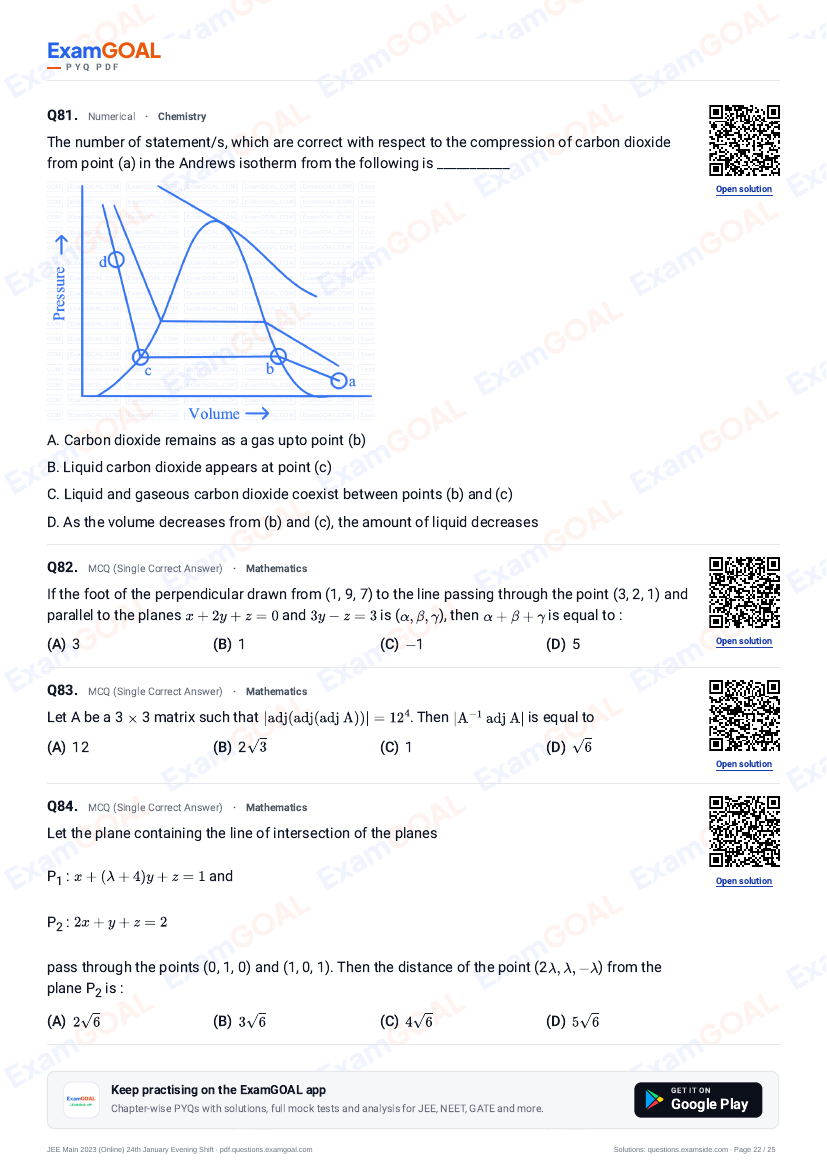 ExamGOAL
PYQ PDF
Q81. Numerical · Chemistry
The number of statement/s, which are correct with respect to the compression of carbon dioxide
from point (a) in the Andrews isotherm from the following is ___________
Open solution
Pressure →
d
c
b
a
Volume →
A. Carbon dioxide remains as a gas upto point (b)
B. Liquid carbon dioxide appears at point (c)
C. Liquid and gaseous carbon dioxide coexist between points (b) and (c)
D. As the volume decreases from (b) and (c), the amount of liquid decreases
Q82. MCQ (Single Correct Answer) · Mathematics
If the foot of the perpendicular drawn from (1, 9, 7) to the line passing through the point (3, 2, 1) and
parallel to the planes x + 2y + z = 0 and 3y − z = 3 is (α, β, γ), then α + β + γ is equal to :
Open solution
(A) 3 (B) 1 (C) −1 (D) 5
Q83. MCQ (Single Correct Answer) · Mathematics
Let A be a 3 × 3 matrix such that |adj(adj(adj A))| = 12⁴. Then |A⁻¹ adj A| is equal to
(A) 12 (B) 2√3 (C) 1 (D) √6
Open solution
Q84. MCQ (Single Correct Answer) · Mathematics
Let the plane containing the line of intersection of the planes
P₁ : x + (λ + 4)y + z = 1 and
Open solution
P₂ : 2x + y + z = 2
pass through the points (0, 1, 0) and (1, 0, 1). Then the distance of the point (2λ, λ, −λ) from the
plane P₂ is :
(A) 2√6 (B) 3√6 (C) 4√6 (D) 5√6
Keep practising on the ExamGOAL app
Chapter-wise PYQs with solutions, full mock tests and analysis for JEE, NEET, GATE and more.
GET IT ON
Google Play
JEE Main 2023 (Online) 24th January Evening Shift · pdf.questions.examgoal.com
Solutions: questions.examside.com · Page 22 / 25